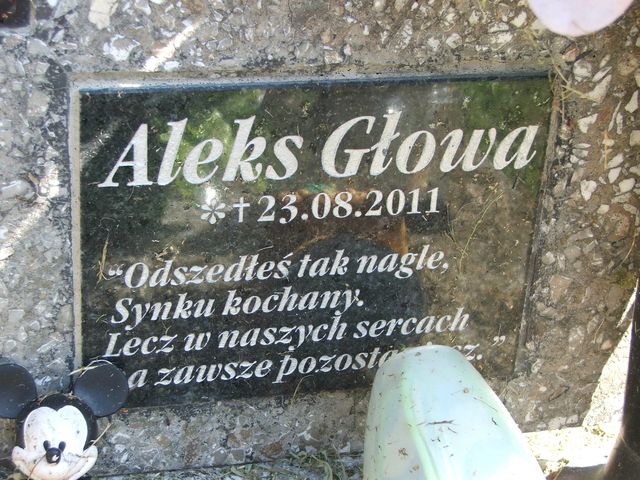 Aleks Głowa
*† 23.08.2011
“Odszedłeś tak nagle,
Synku kochany.
Lecz w naszych sercach
a zawsze